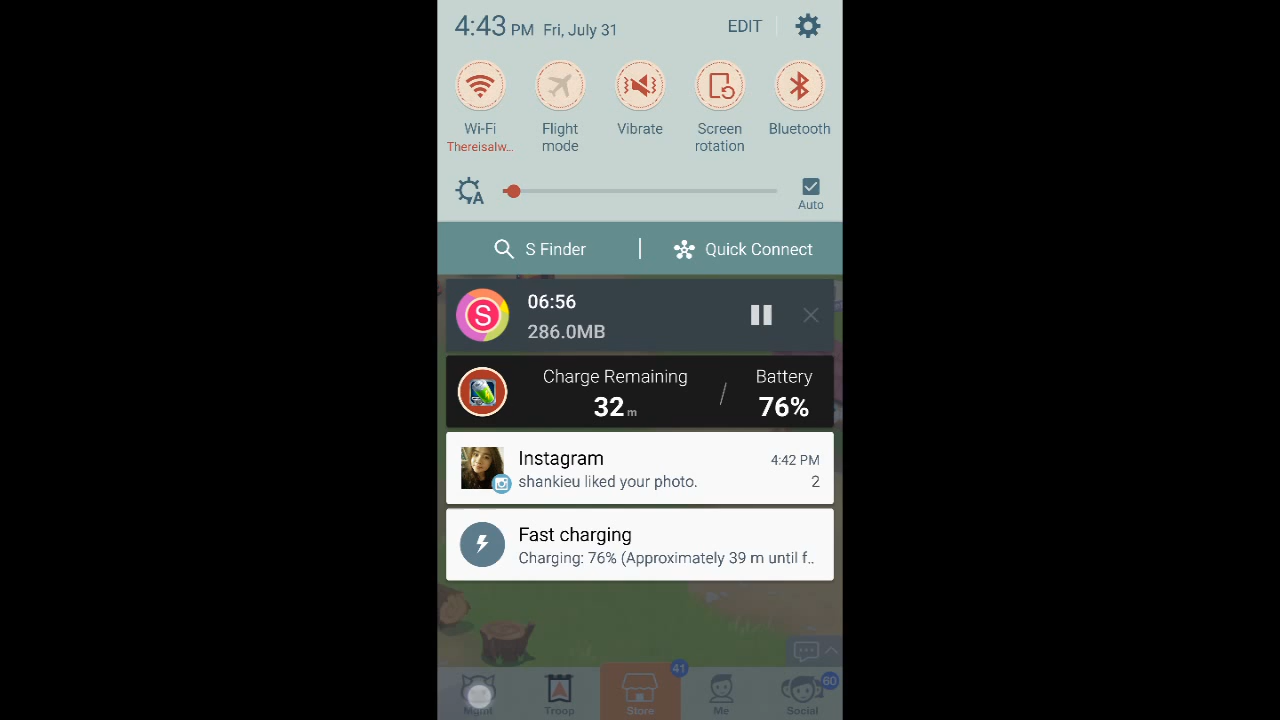 4:43 PM Fri, July 31 EDIT
Wi-Fi Flight mode Vibrate Screen rotation Bluetooth
Thereisalw...
A
Auto
S Finder | Quick Connect
S
06:56
286.0MB
Charge Remaining / Battery
32 m 76%
Instagram 4:42 PM
shankieu liked your photo. 2
Fast charging
Charging: 76% (Approximately 39 m until f..
41 60
Mgmt Troop Store Me Social